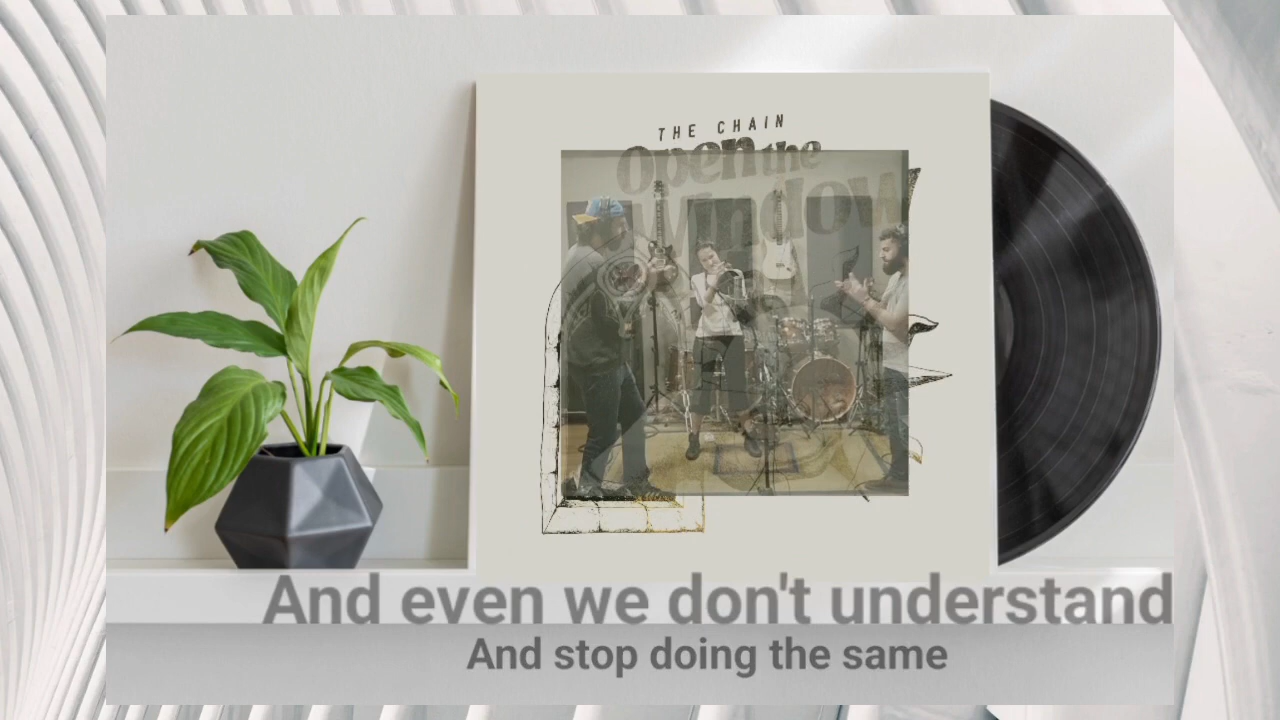 THE CHAIN
Open the
Window
And even we don't understand
And stop doing the same